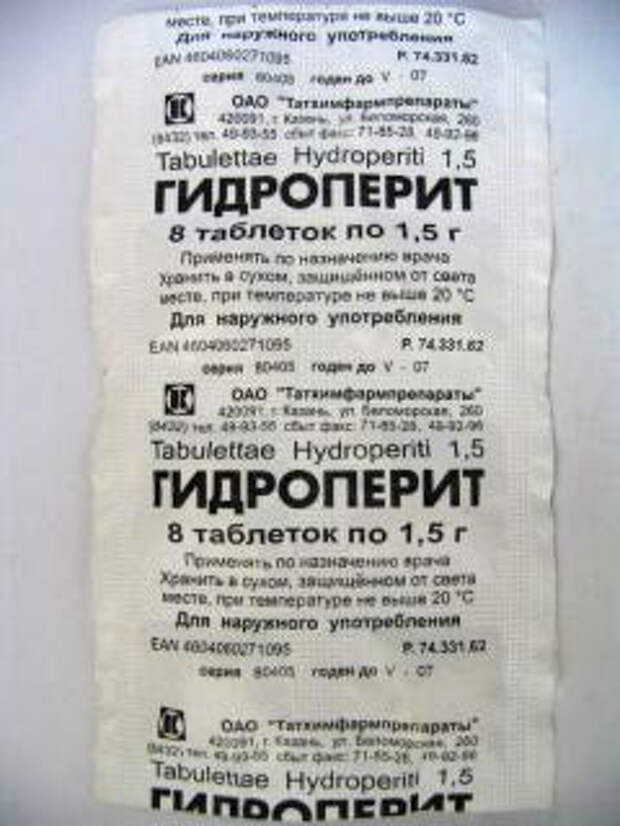 месте, при температуре не выше 20 °С
Для наружного употребления
EAN 4604060271095 Р. 74.331.62
серия 80405 годен до V - 07
ОАО "Татхимфармпрепараты"
420091, г. Казань, ул. Беломорская, 260
(8432) тел. 49-93-55 сбыт факс: 71-85-28, 49-92-96
Tabulettae Hydroperiti 1,5
ГИДРОПЕРИТ
8 таблеток по 1,5 г
Применять по назначению врача
Хранить в сухом, защищённом от света
месте, при температуре не выше 20 °С
Для наружного употребления
EAN 4604060271095 Р. 74.331.62
серия 80405 годен до V - 07
ОАО "Татхимфармпрепараты"
420091, г. Казань, ул. Беломорская, 260
(8432) тел. 49-93-55 сбыт факс: 71-85-28, 49-92-96
Tabulettae Hydroperiti 1,5
ГИДРОПЕРИТ
8 таблеток по 1,5 г
Применять по назначению врача
Хранить в сухом, защищённом от света
месте, при температуре не выше 20 °С
Для наружного употребления
EAN 4604060271095 Р. 74.331.62
серия 80405 годен до V - 07
ОАО "Татхимфармпрепараты"
420091, г. Казань, ул. Беломорская, 260
(8432) тел. 49-93-55 сбыт факс: 71-85-28, 49-92-96
Tabulettae Hydroperiti 1,5
ГИДРОПЕРИТ